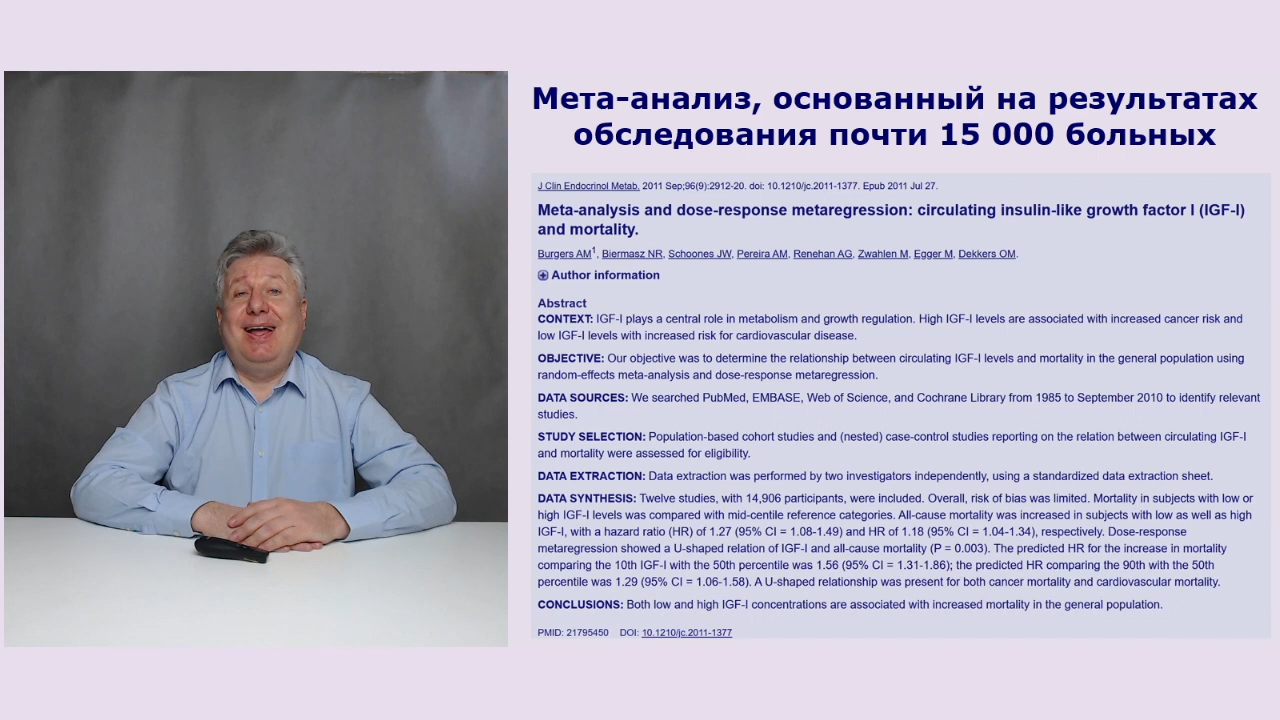 Мета-анализ, основанный на результатах
обследования почти 15 000 больных
J Clin Endocrinol Metab. 2011 Sep;96(9):2912-20. doi: 10.1210/jc.2011-1377. Epub 2011 Jul 27.
Meta-analysis and dose-response metaregression: circulating insulin-like growth factor I (IGF-I)
and mortality.
Burgers AM1, Biermasz NR, Schoones JW, Pereira AM, Renehan AG, Zwahlen M, Egger M, Dekkers OM.
Author information
Abstract
CONTEXT: IGF-I plays a central role in metabolism and growth regulation. High IGF-I levels are associated with increased cancer risk and
low IGF-I levels with increased risk for cardiovascular disease.
OBJECTIVE: Our objective was to determine the relationship between circulating IGF-I levels and mortality in the general population using
random-effects meta-analysis and dose-response metaregression.
DATA SOURCES: We searched PubMed, EMBASE, Web of Science, and Cochrane Library from 1985 to September 2010 to identify relevant
studies.
STUDY SELECTION: Population-based cohort studies and (nested) case-control studies reporting on the relation between circulating IGF-I
and mortality were assessed for eligibility.
DATA EXTRACTION: Data extraction was performed by two investigators independently, using a standardized data extraction sheet.
DATA SYNTHESIS: Twelve studies, with 14,906 participants, were included. Overall, risk of bias was limited. Mortality in subjects with low or
high IGF-I levels was compared with mid-centile reference categories. All-cause mortality was increased in subjects with low as well as high
IGF-I, with a hazard ratio (HR) of 1.27 (95% CI = 1.08-1.49) and HR of 1.18 (95% CI = 1.04-1.34), respectively. Dose-response
metaregression showed a U-shaped relation of IGF-I and all-cause mortality (P = 0.003). The predicted HR for the increase in mortality
comparing the 10th IGF-I with the 50th percentile was 1.56 (95% CI = 1.31-1.86); the predicted HR comparing the 90th with the 50th
percentile was 1.29 (95% CI = 1.06-1.58). A U-shaped relationship was present for both cancer mortality and cardiovascular mortality.
CONCLUSIONS: Both low and high IGF-I concentrations are associated with increased mortality in the general population.
PMID: 21795450 DOI: 10.1210/jc.2011-1377